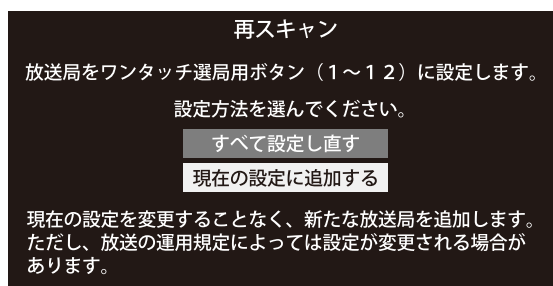 再スキャン
放送局をワンタッチ選局用ボタン（１～１２）に設定します。
設定方法を選んでください。
すべて設定し直す
現在の設定に追加する
現在の設定を変更することなく、新たな放送局を追加します。
ただし、放送の運用規定によっては設定が変更される場合が
あります。